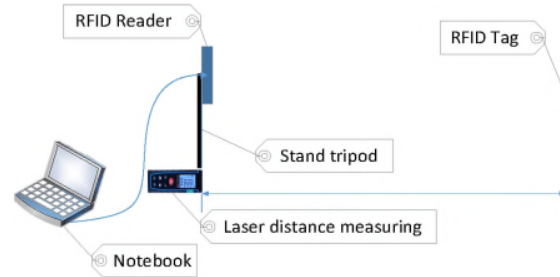 RFID Reader
RFID Tag
Stand tripod
Laser distance measuring
Notebook